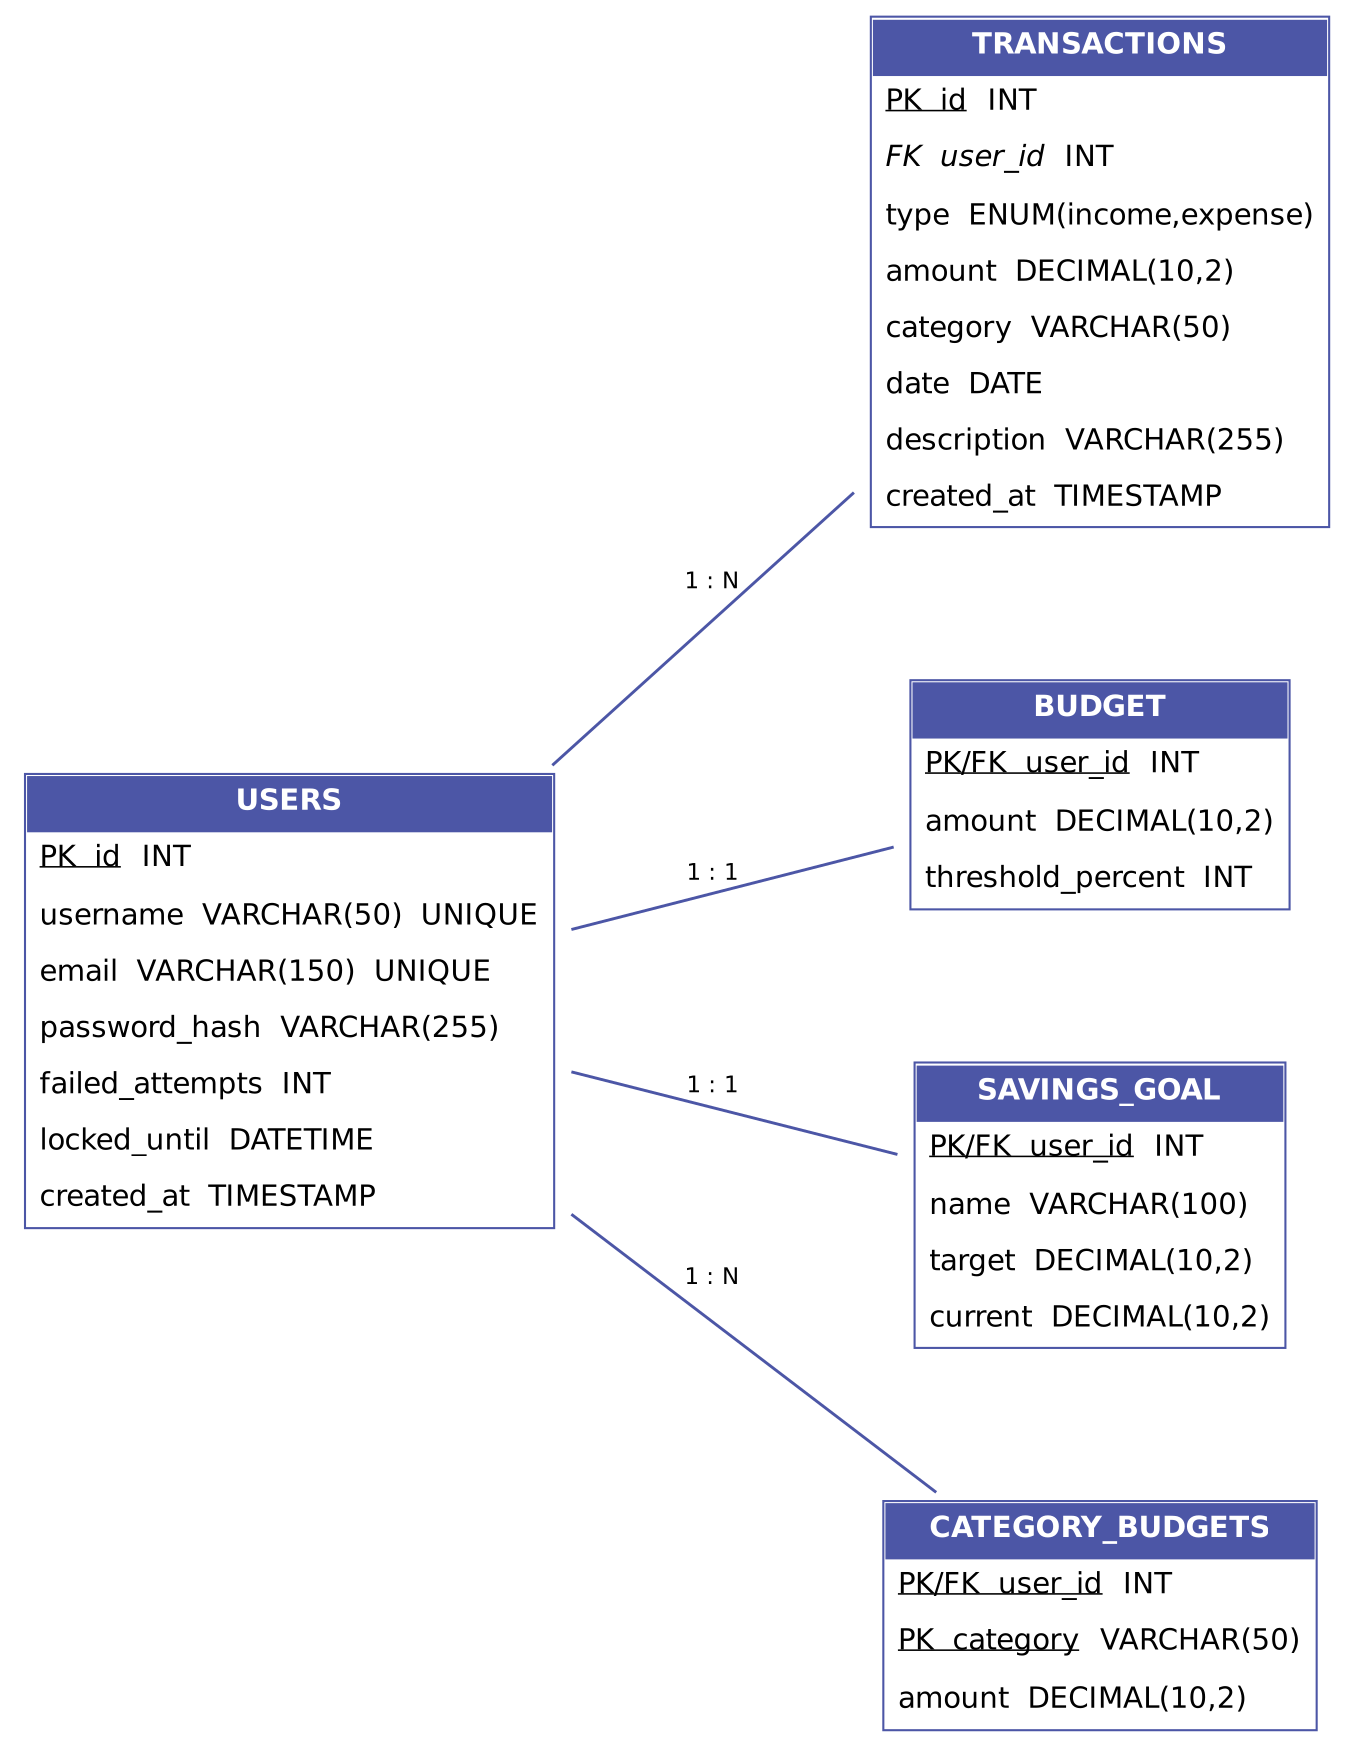 TRANSACTIONS
PK id INT
FK user_id INT
type ENUM(income,expense)
amount DECIMAL(10,2)
category VARCHAR(50)
date DATE
description VARCHAR(255)
created_at TIMESTAMP
1 : N
BUDGET
PK/FK user_id INT
amount DECIMAL(10,2)
threshold_percent INT
USERS
PK id INT
username VARCHAR(50) UNIQUE
email VARCHAR(150) UNIQUE
password_hash VARCHAR(255)
failed_attempts INT
locked_until DATETIME
created_at TIMESTAMP
1 : 1
1 : 1
SAVINGS_GOAL
PK/FK user_id INT
name VARCHAR(100)
target DECIMAL(10,2)
current DECIMAL(10,2)
1 : N
CATEGORY_BUDGETS
PK/FK user_id INT
PK category VARCHAR(50)
amount DECIMAL(10,2)